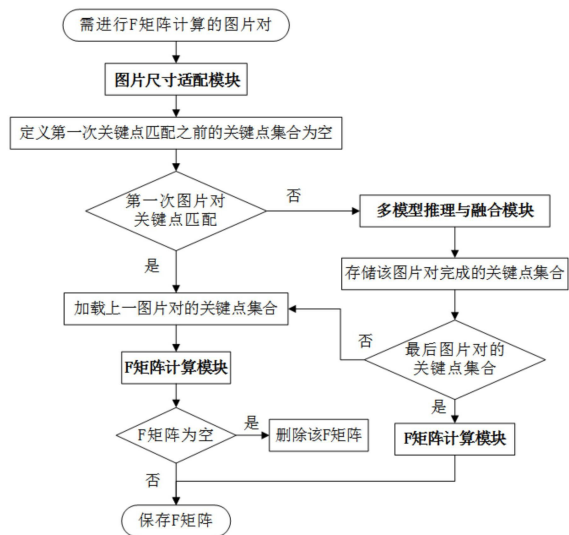 需进行F矩阵计算的图片对
图片尺寸适配模块
定义第一次关键点匹配之前的关键点集合为空
第一次图片对
关键点匹配
否
多模型推理与融合模块
是
存储该图片对完成的关键点集合
加载上一图片对的关键点集合
否
最后图片对的
关键点集合
F矩阵计算模块
是
F矩阵为空
是
删除该F矩阵
F矩阵计算模块
否
保存F矩阵